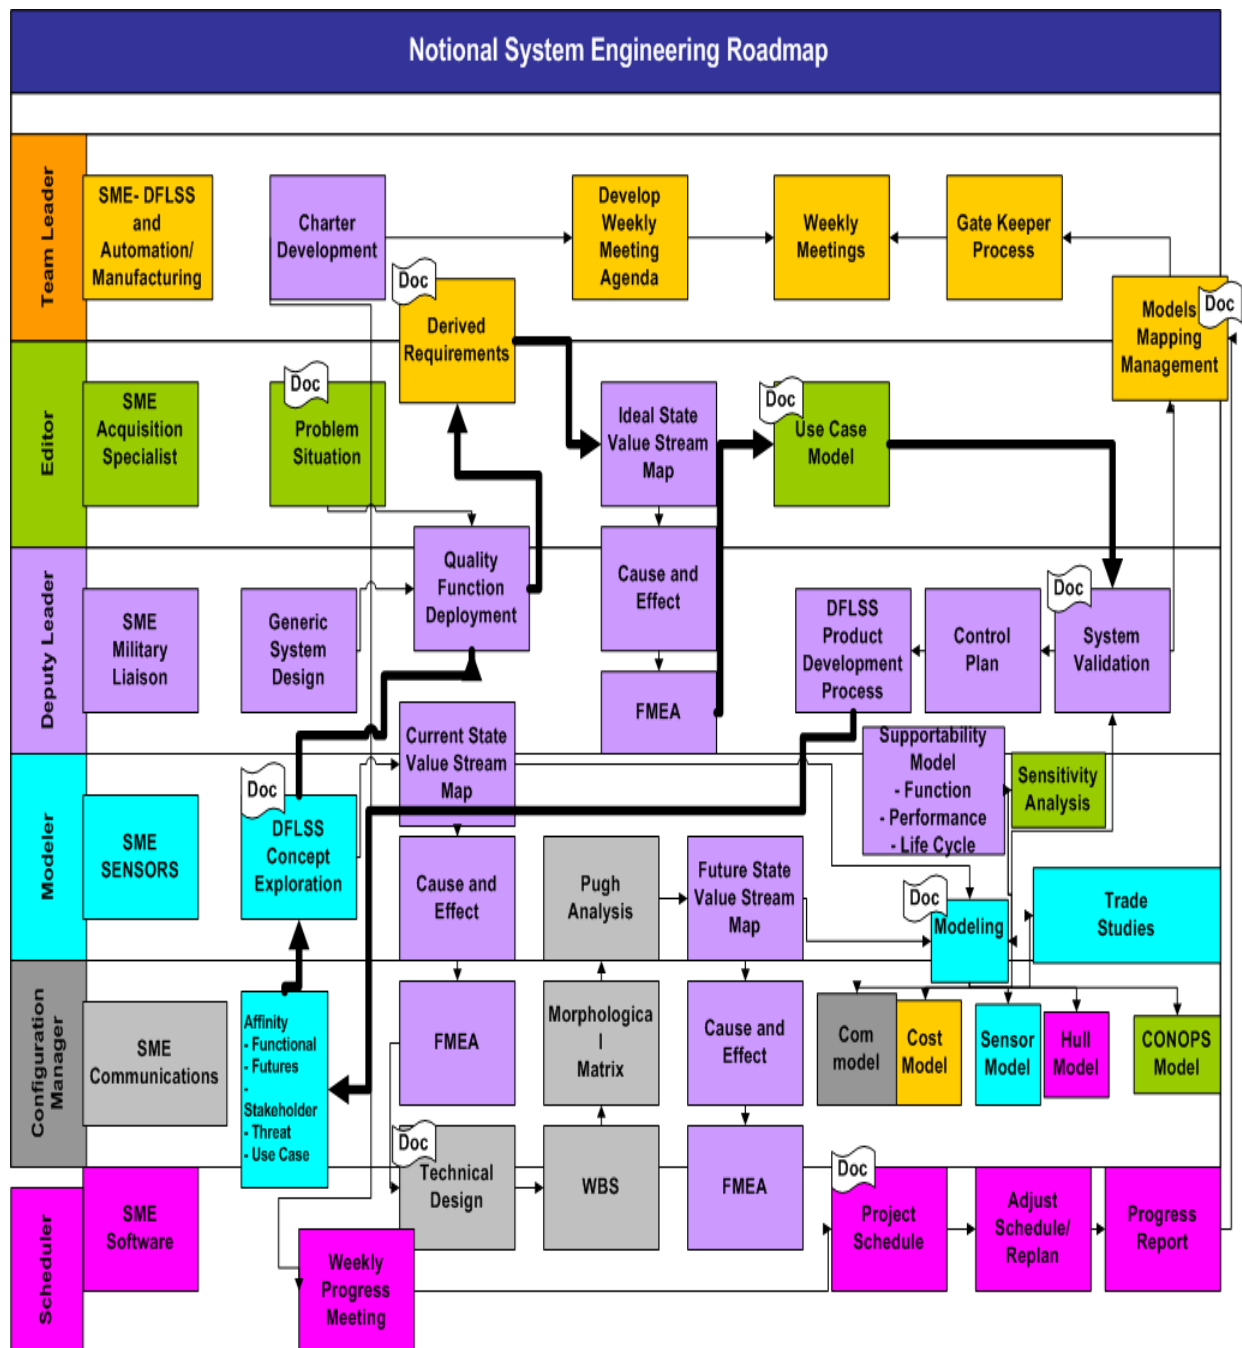 Notional System Engineering Roadmap
Team Leader
SME- DFLSS
and
Automation/
Manufacturing
Charter
Development
Develop
Weekly
Meeting
Agenda
Weekly
Meetings
Gate Keeper
Process
Doc
Derived
Requirements
Doc
Models
Mapping
Management
Editor
SME
Acquisition
Specialist
Doc
Problem
Situation
Ideal State
Value Stream
Map
Doc
Use Case
Model
Deputy Leader
SME
Military
Liaison
Generic
System
Design
Quality
Function
Deployment
Cause and
Effect
FMEA
DFLSS
Product
Development
Process
Control
Plan
Doc
System
Validation
Current State
Value Stream
Map
Supportability
Model
- Function
- Performance
- Life Cycle
Sensitivity
Analysis
Modeler
SME
SENSORS
Doc
DFLSS
Concept
Exploration
Cause and
Effect
Pugh
Analysis
Future State
Value Stream
Map
Doc
Modeling
Trade
Studies
Configuration
Manager
SME
Communications
Affinity
- Functional
- Futures
-
Stakeholder
- Threat
- Use Case
FMEA
Morphologica
l
Matrix
Cause and
Effect
Com
model
Cost
Model
Sensor
Model
Hull
Model
CONOPS
Model
Doc
Technical
Design
WBS
FMEA
Scheduler
SME
Software
Weekly
Progress
Meeting
Doc
Project
Schedule
Adjust
Schedule/
Replan
Progress
Report